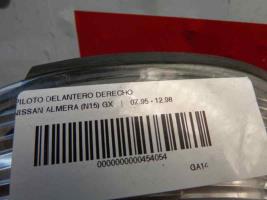 PILOTO DELANTERO DERECHO
NISSAN ALMERA (N15) GX | 07.95 - 12.98
0000000000454054
GA14